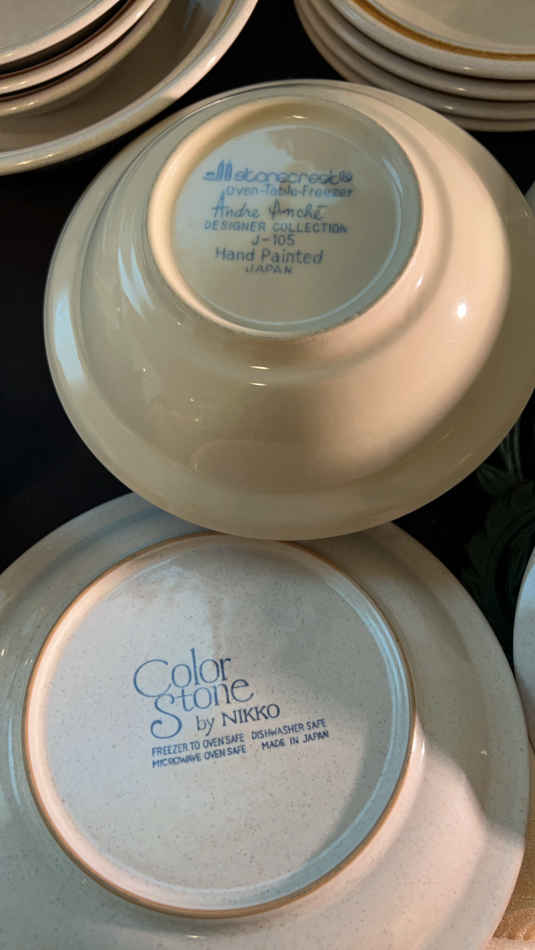 stonecrest®
Oven-Table-Freezer
Andre Ponché
DESIGNER COLLECTION
J-105
Hand Painted
JAPAN
Color
Stone
by NIKKO
FREEZER TO OVEN SAFE DISHWASHER SAFE
MICROWAVE OVEN SAFE MADE IN JAPAN